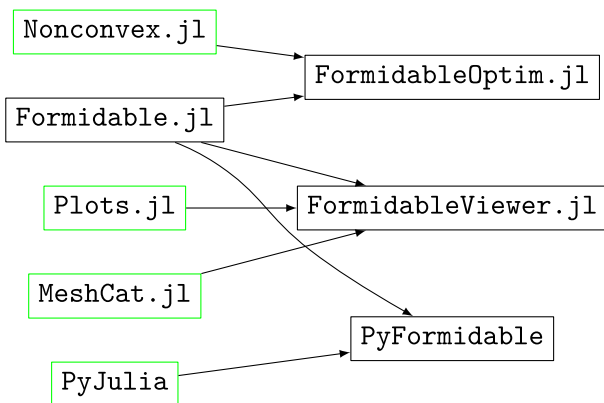 Nonconvex.jl
FormidableOptim.jl
Formidable.jl
Plots.jl
FormidableViewer.jl
MeshCat.jl
PyFormidable
PyJulia